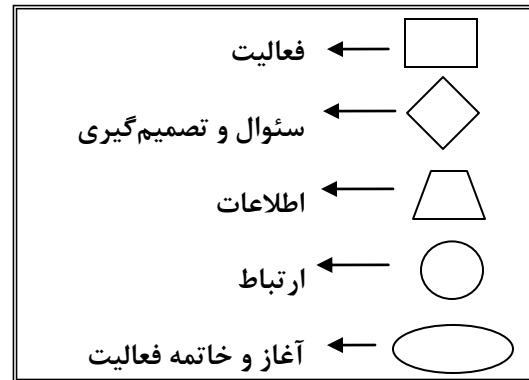 فعالیت
سئوال و تصمیم‌گیری
اطلاعات
ارتباط
آغاز و خاتمه فعالیت